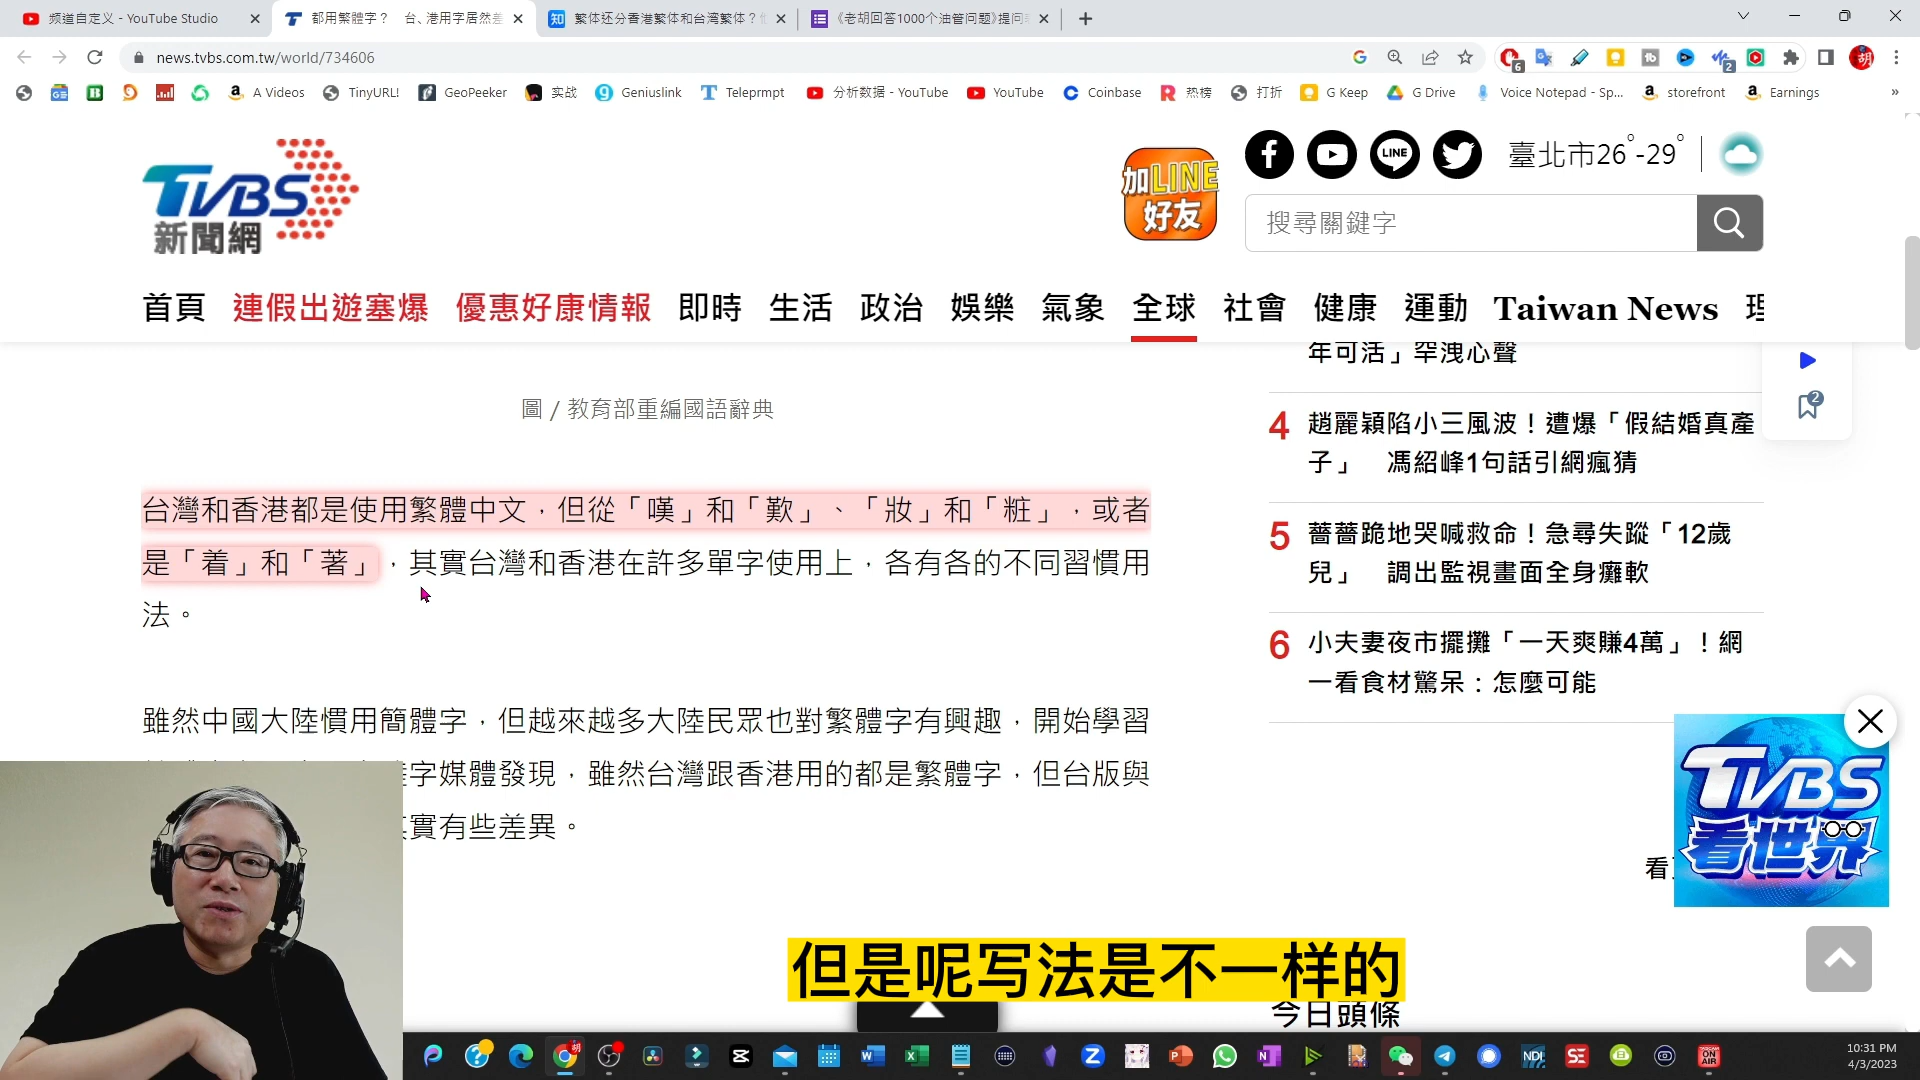 频道自定义 - YouTube Studio
都用繁體字？ 台、港用字居然差
繁体还分香港繁体和台湾繁体？
《老胡回答1000个油管问题》提问
news.tvbs.com.tw/world/734606
A Videos
TinyURL!
GeoPeeker
实战
Geniuslink
Teleprmpt
分析数据 - YouTube
YouTube
Coinbase
热榜
打折
G Keep
G Drive
Voice Notepad - Sp...
storefront
Earnings
TVBS
新聞網
加LINE
好友
LINE
臺北市26°-29°
搜尋關鍵字
首頁 連假出遊塞爆 優惠好康情報 即時 生活 政治 娛樂 氣象 全球 社會 健康 運動 Taiwan News 理
圖 / 教育部重編國語辭典
台灣和香港都是使用繁體中文，但從「嘆」和「歎」、「妝」和「粧」，或者
是「着」和「著」，其實台灣和香港在許多單字使用上，各有各的不同習慣用
法。
雖然中國大陸慣用簡體字，但越來越多大陸民眾也對繁體字有興趣，開始學習
字媒體發現，雖然台灣跟香港用的都是繁體字，但台版與
實有些差異。
年可活」罕洩心聲
4 趙麗穎陷小三風波！遭爆「假結婚真產
子」 馮紹峰1句話引網瘋猜
5 薔薔跪地哭喊救命！急尋失蹤「12歲
兒」 調出監視畫面全身癱軟
6 小夫妻夜市擺攤「一天爽賺4萬」！網
一看食材驚呆：怎麼可能
2
TVBS
看世界
看
但是呢写法是不一样的
今日頭條
10:31 PM
4/3/2023